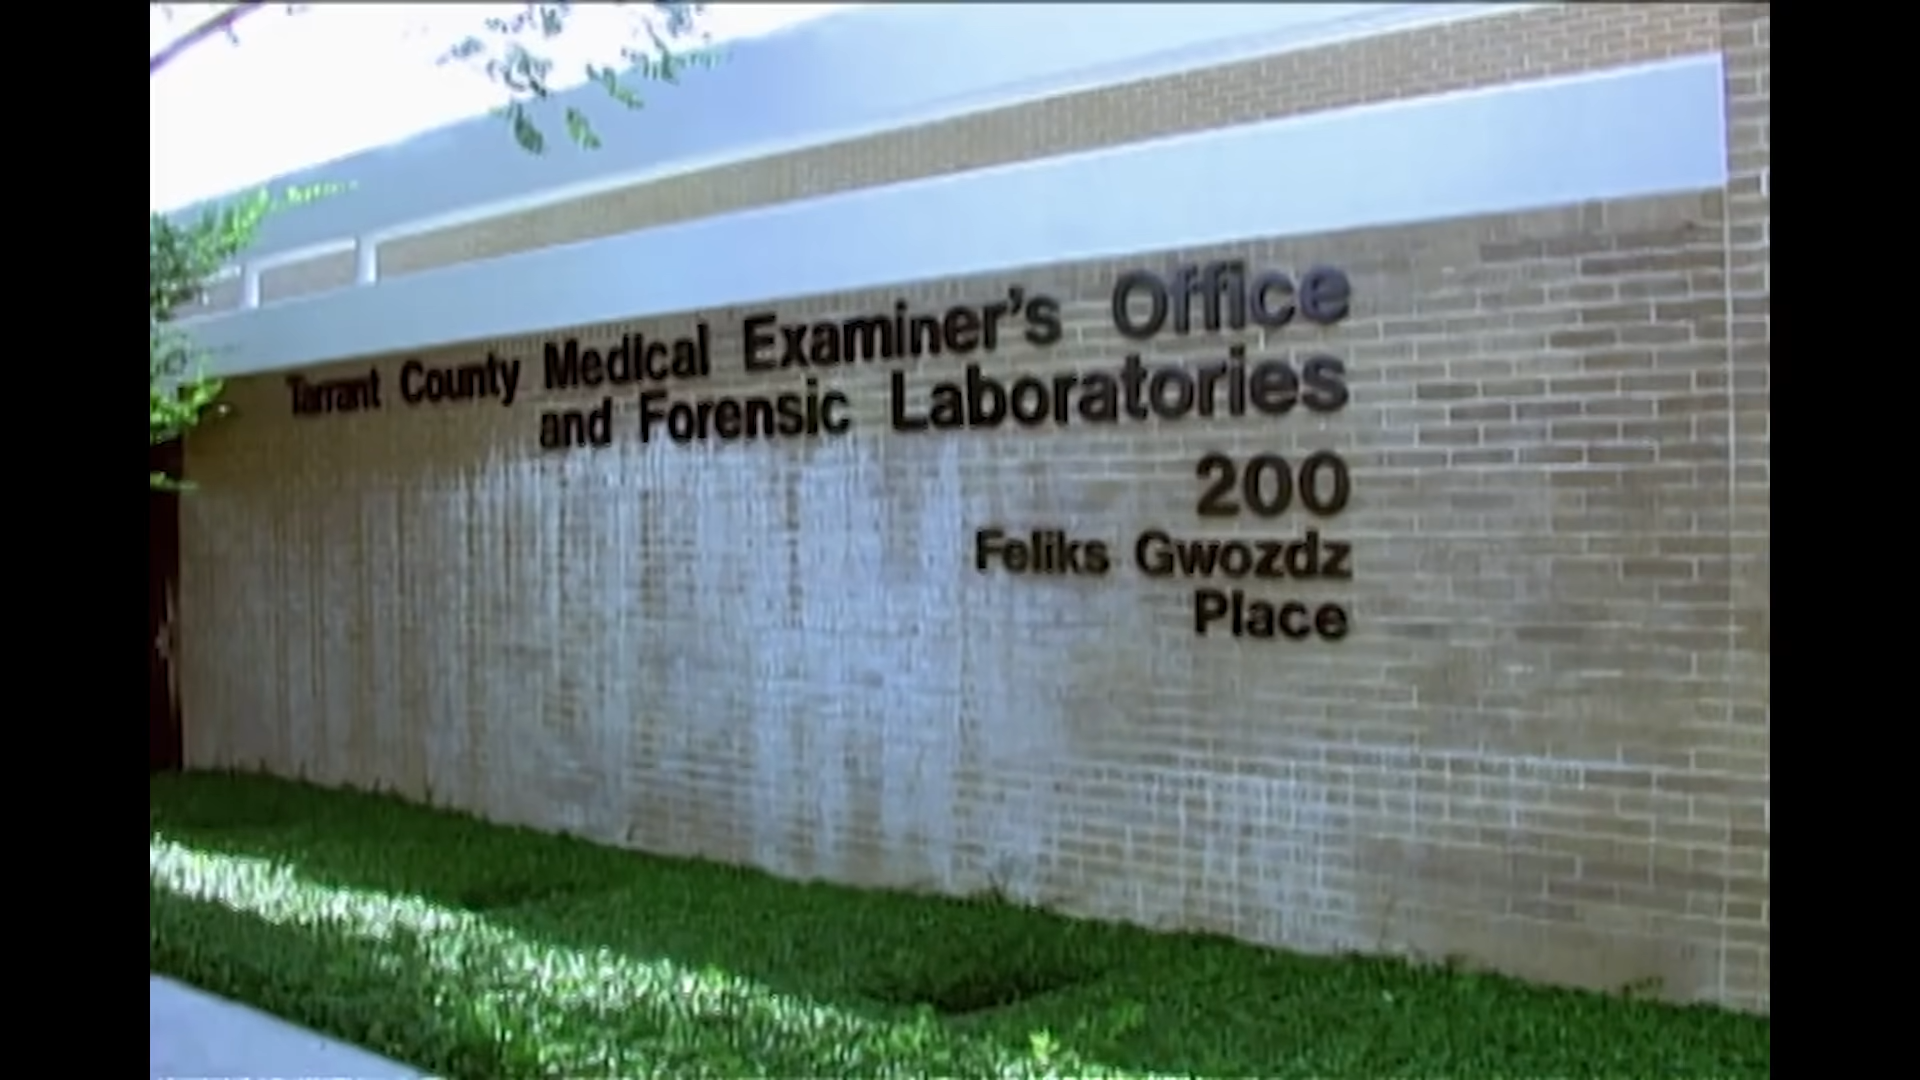 Tarrant County Medical Examiner's Office
and Forensic Laboratories
200
Feliks Gwozdz
Place